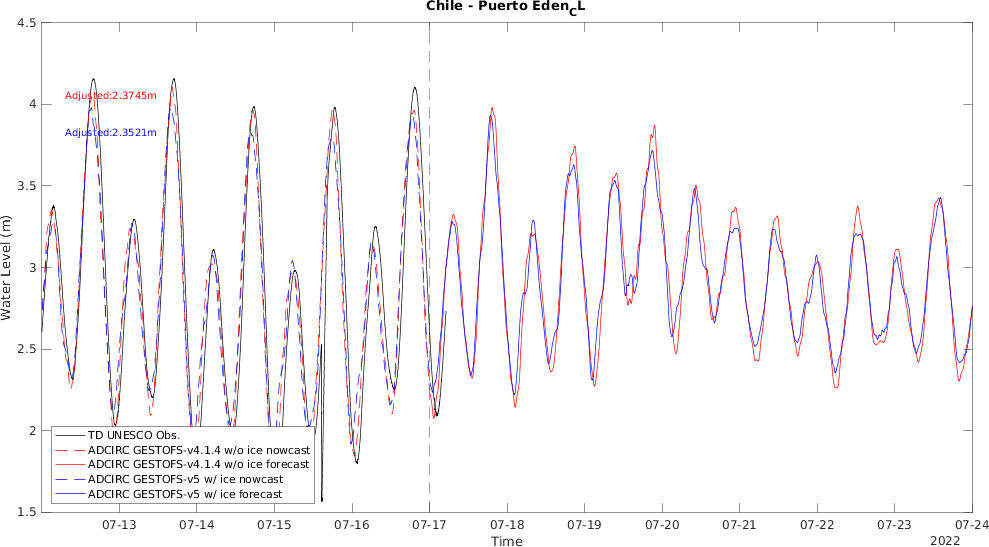 Chile - Puerto Eden_CL
4.5
4
3.5
3
2.5
2
1.5
Water Level (m)
Adjusted:2.3745m
Adjusted:2.3521m
TD UNESCO Obs.
ADCIRC GESTOFS-v4.1.4 w/o ice nowcast
ADCIRC GESTOFS-v4.1.4 w/o ice forecast
ADCIRC GESTOFS-v5 w/ ice nowcast
ADCIRC GESTOFS-v5 w/ ice forecast
07-13 07-14 07-15 07-16 07-17 07-18 07-19 07-20 07-21 07-22 07-23 07-24
Time
2022